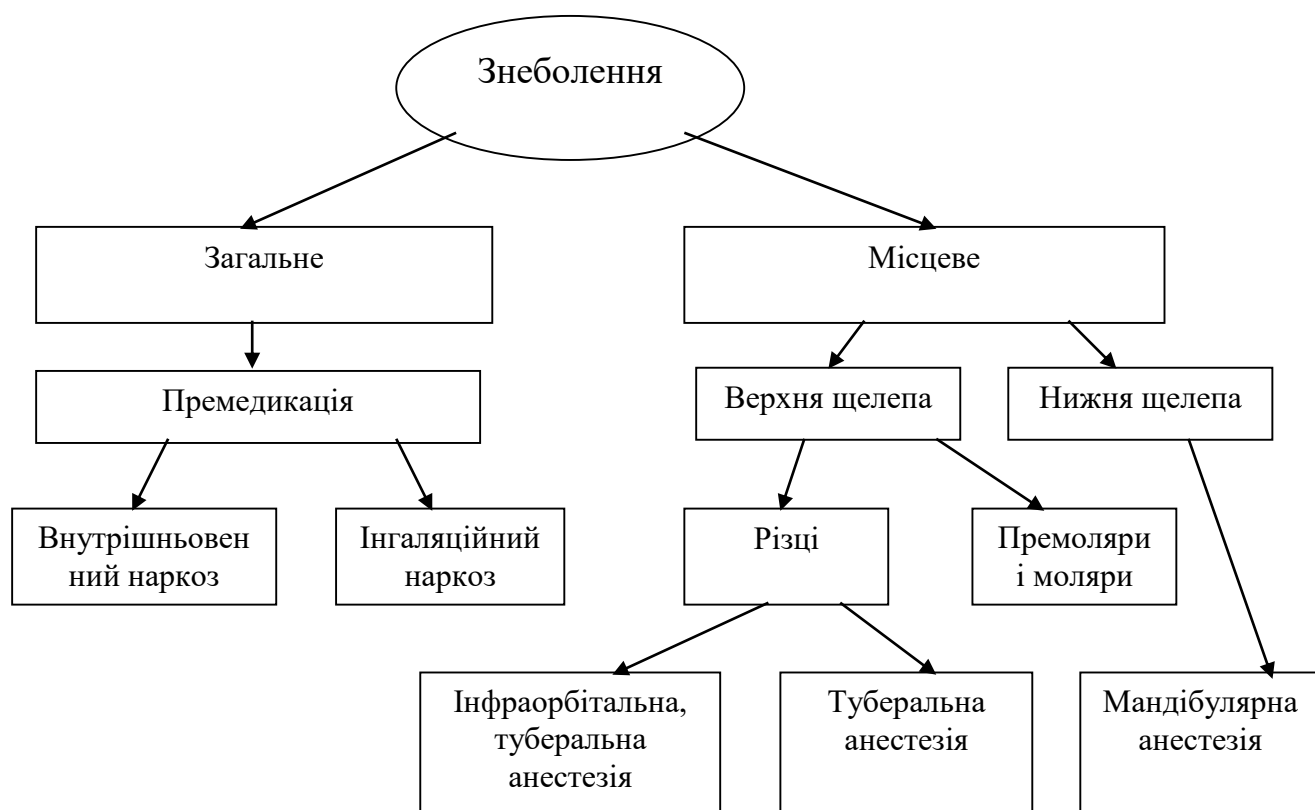 Знеболення
Загальне
Місцеве
Премедикація
Верхня щелепа
Нижня щелепа
Внутрішньовен
ний наркоз
Інгаляційний
наркоз
Різці
Премоляри
і моляри
Інфраорбітальна,
туберальна
анестезія
Туберальна
анестезія
Мандібулярна
анестезія